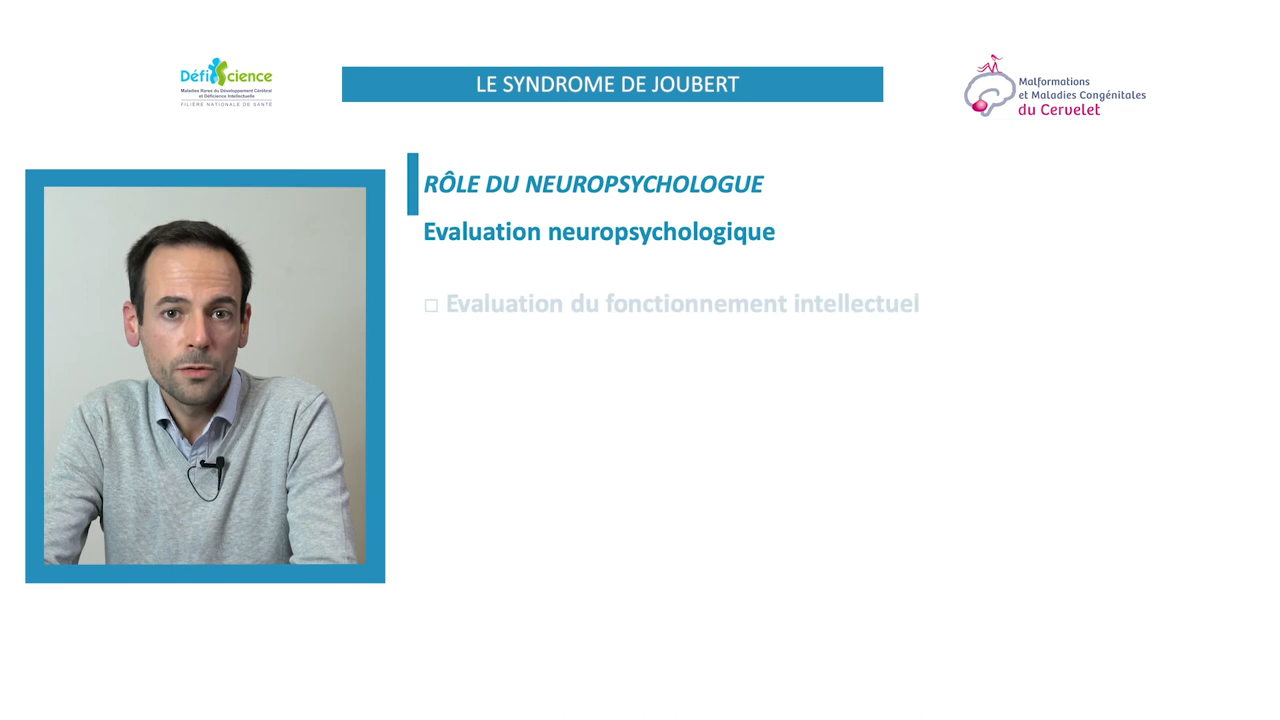 DéfiScience
Maladies Rares du Développement Cérébral
et Déficience Intellectuelle
FILIÈRE NATIONALE DE SANTÉ
LE SYNDROME DE JOUBERT
Malformations
et Maladies Congénitales
du Cervelet
RÔLE DU NEUROPSYCHOLOGUE
Evaluation neuropsychologique
□ Evaluation du fonctionnement intellectuel